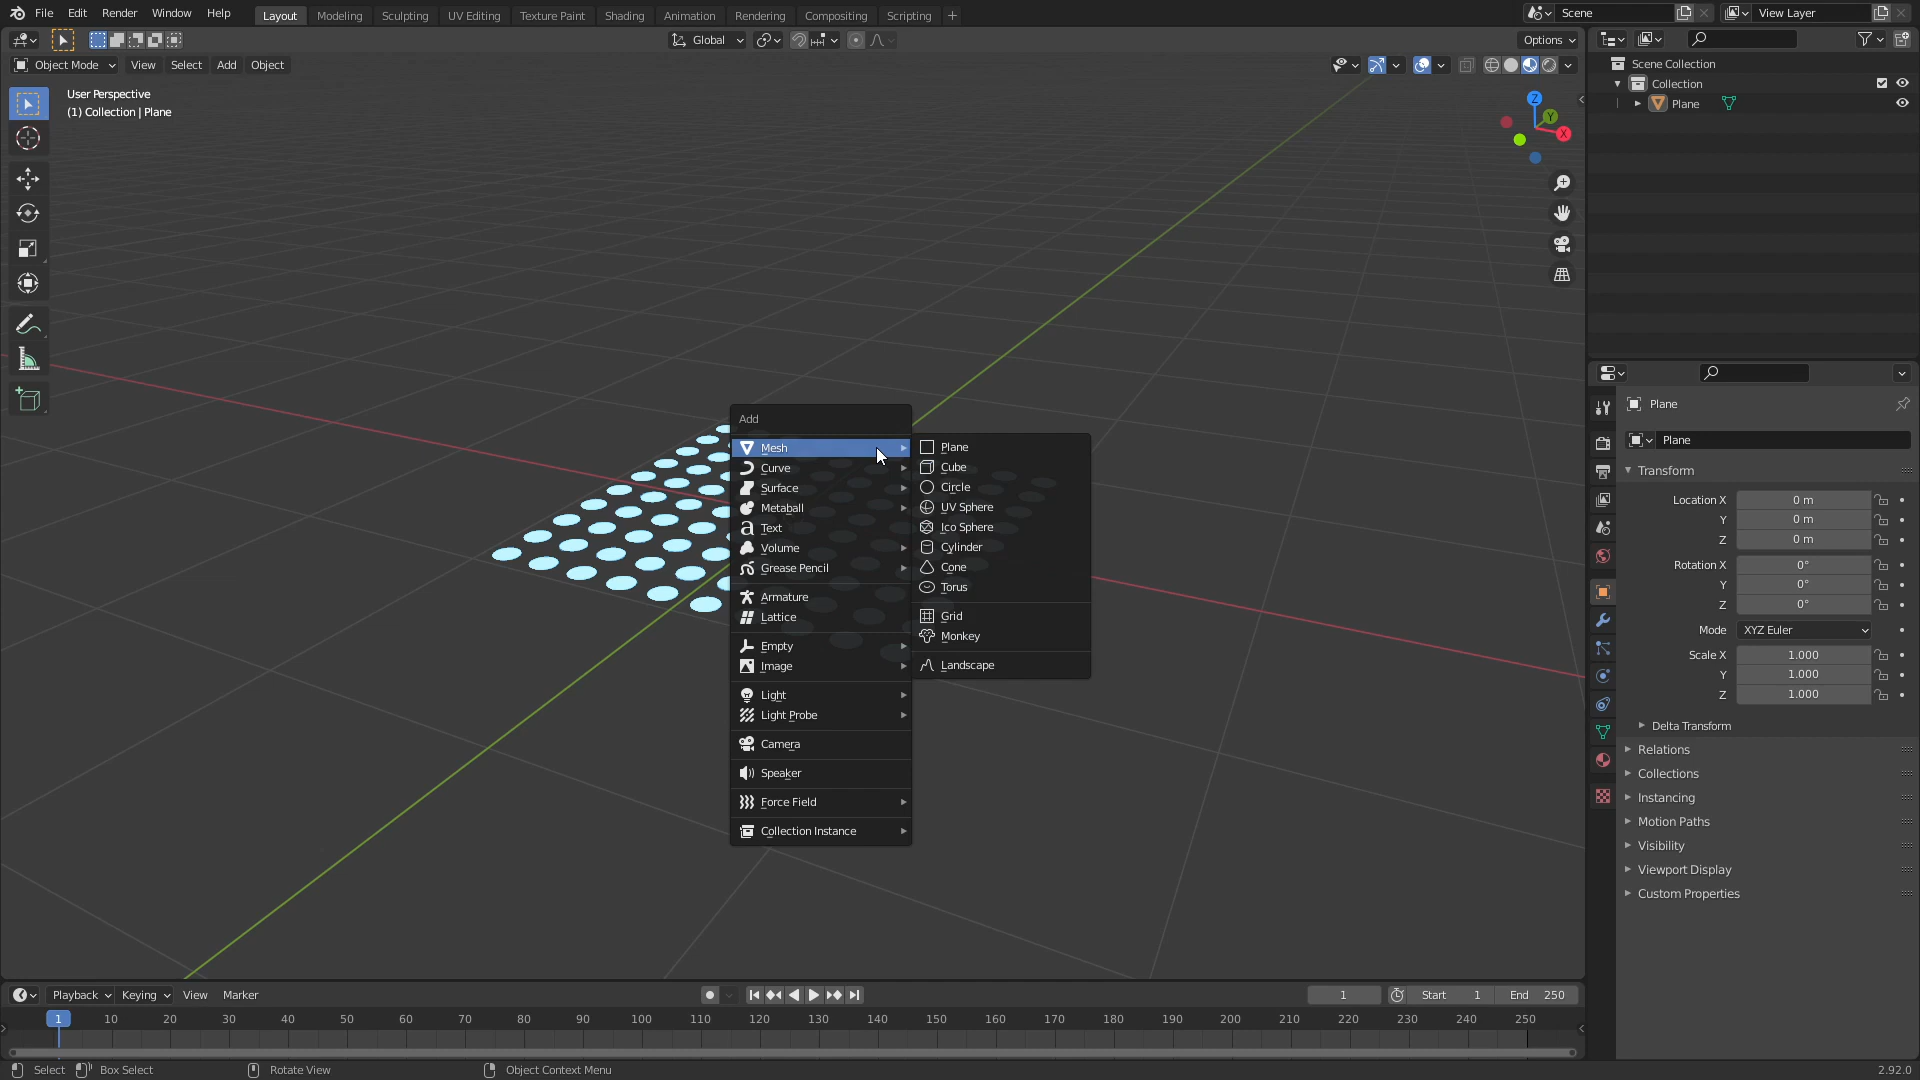 File Edit Render Window Help Layout Modeling Sculpting UV Editing Texture Paint Shading Animation Rendering Compositing Scripting + Scene View Layer
Global Options
Object Mode View Select Add Object
User Perspective
(1) Collection | Plane
Z
Y
X
Add
Mesh
Curve
Surface
Metaball
Text
Volume
Grease Pencil
Armature
Lattice
Empty
Image
Light
Light Probe
Camera
Speaker
Force Field
Collection Instance
Plane
Cube
Circle
UV Sphere
Ico Sphere
Cylinder
Cone
Torus
Grid
Monkey
Landscape
Scene Collection
Collection
Plane
Plane
Plane
Transform
Location X 0 m
Y 0 m
Z 0 m
Rotation X 0°
Y 0°
Z 0°
Mode XYZ Euler
Scale X 1.000
Y 1.000
Z 1.000
Delta Transform
Relations
Collections
Instancing
Motion Paths
Visibility
Viewport Display
Custom Properties
Playback Keying View Marker 1 Start 1 End 250
1 10 20 30 40 50 60 70 80 90 100 110 120 130 140 150 160 170 180 190 200 210 220 230 240 250
Select Box Select Rotate View Object Context Menu 2.92.0